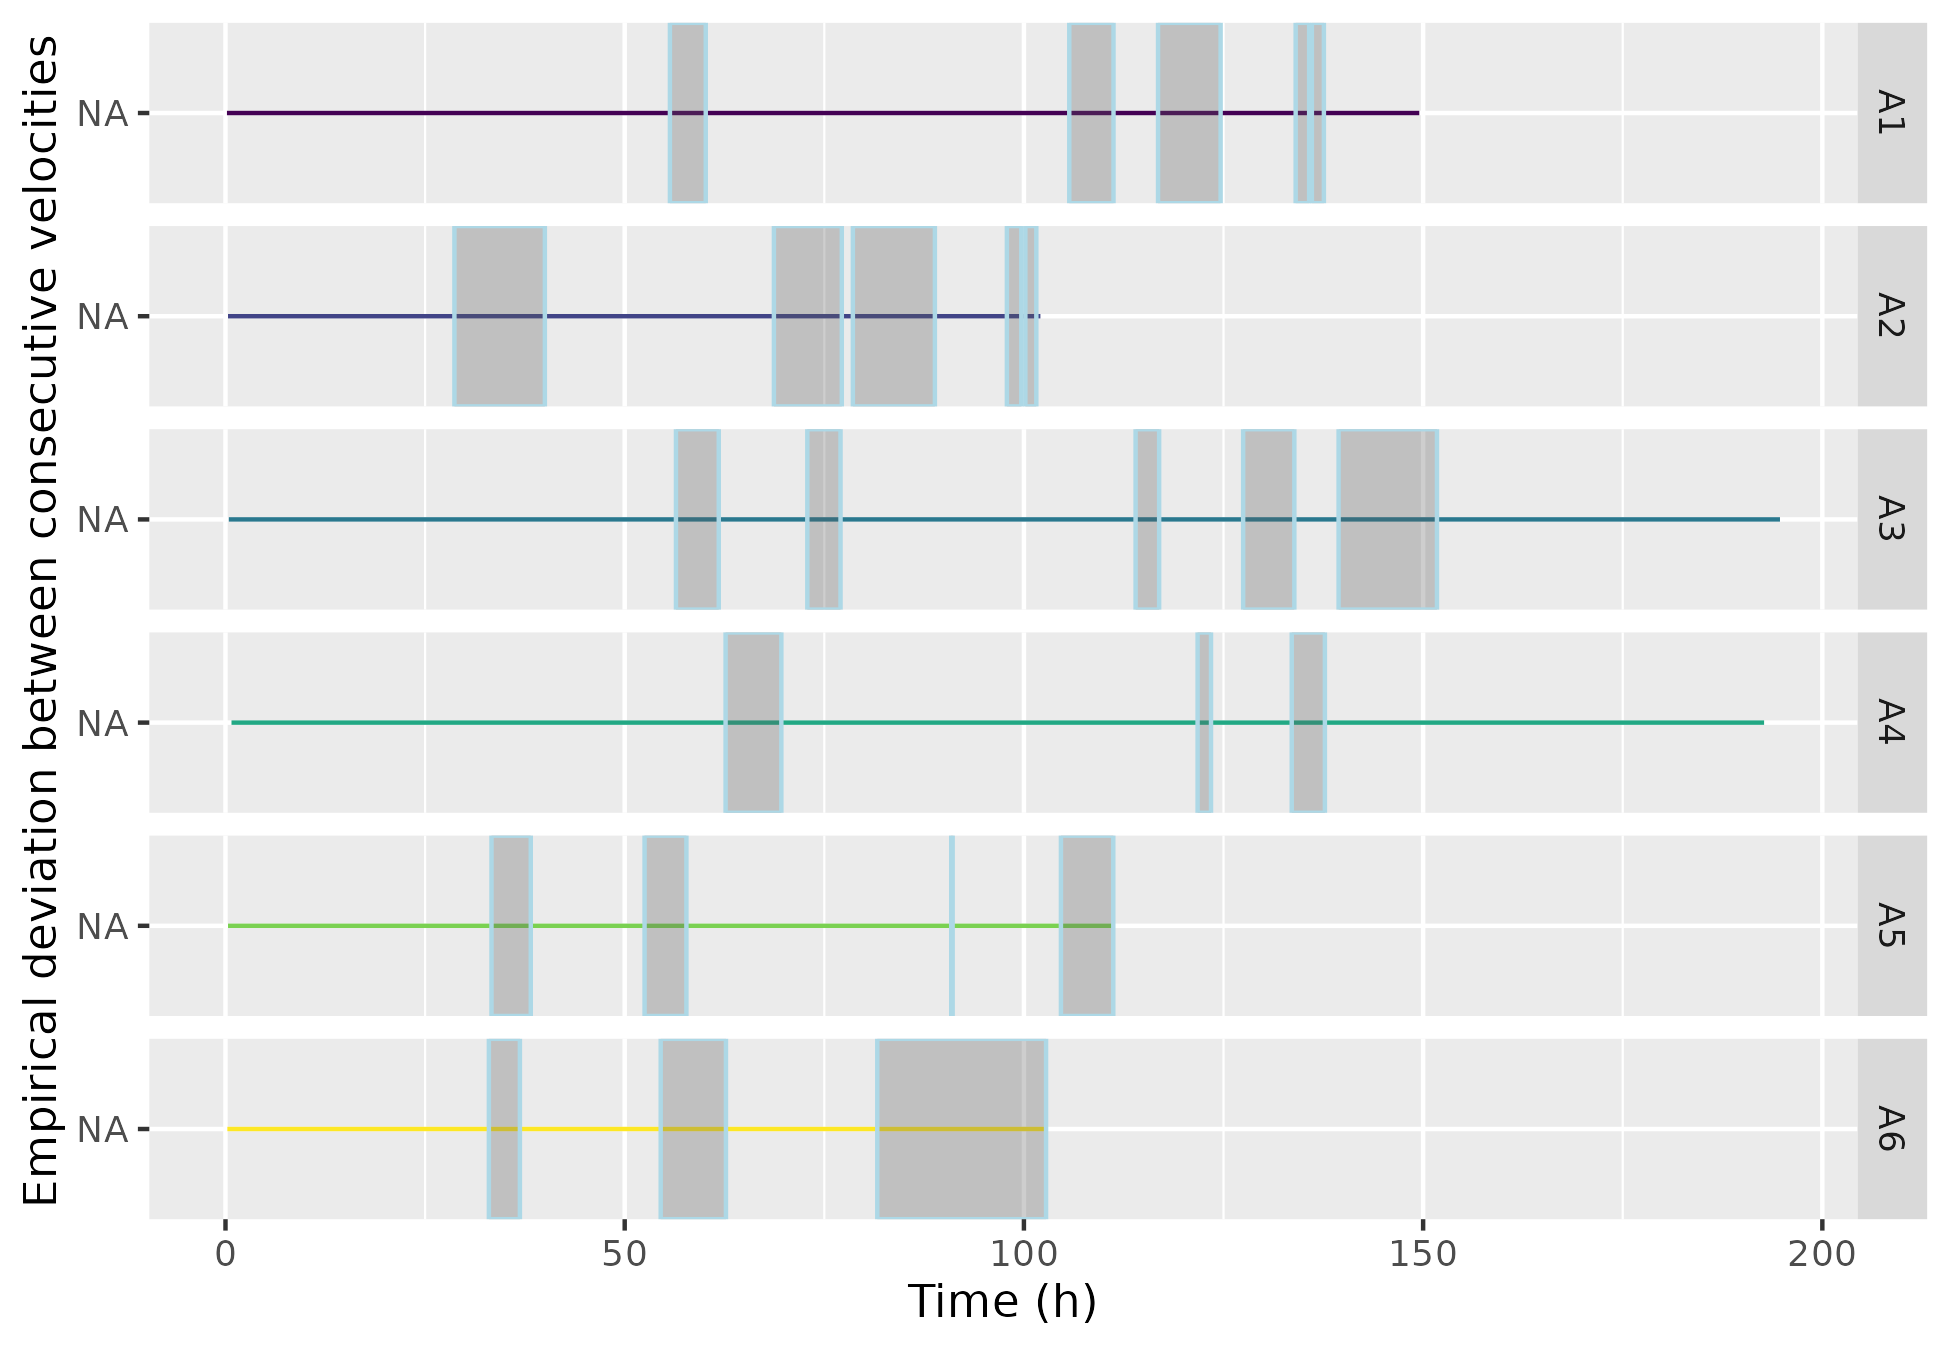 Empirical deviation between consecutive velocities
NA
A1
NA
A2
NA
A3
NA
A4
NA
A5
NA
A6
0 50 100 150 200
Time (h)